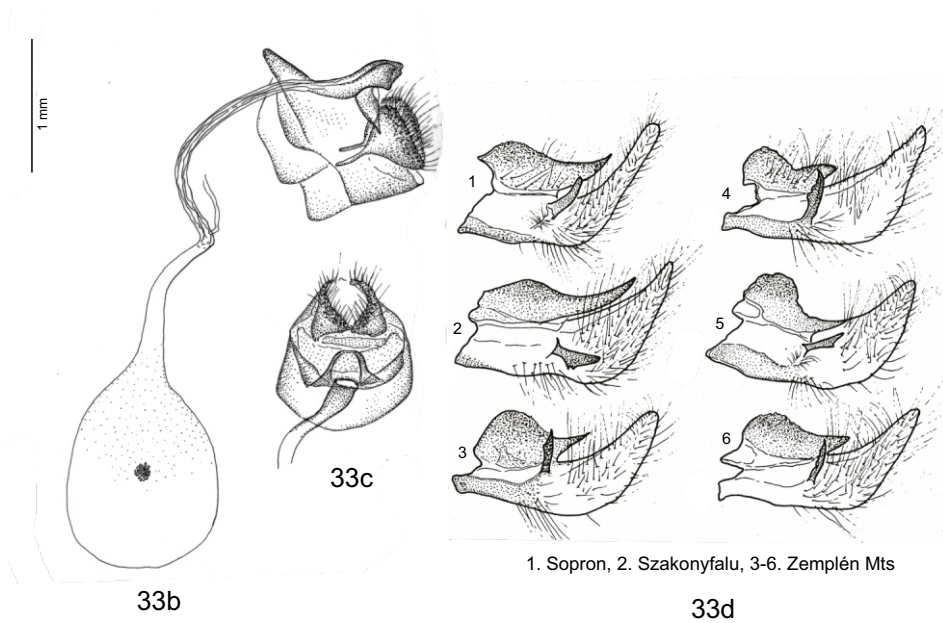 1 mm
1
4
2
5
3
6
33c
1. Sopron, 2. Szakonyfalu, 3-6. Zemplén Mts
33b
33d